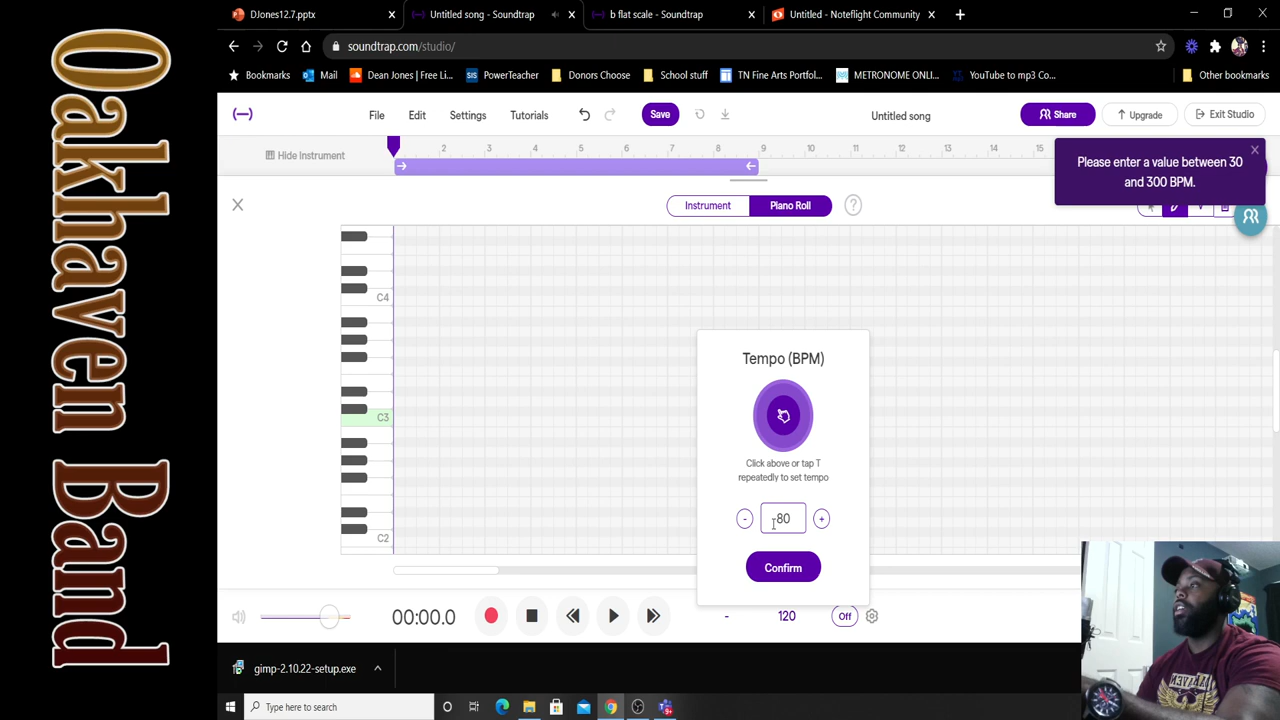 Oakhaven Band
DJones12.7.pptx
Untitled song - Soundtrap
b flat scale - Soundtrap
Untitled - Noteflight Community
soundtrap.com/studio/
Bookmarks
Mail
Dean Jones | Free Li...
SIS PowerTeacher
Donors Choose
School stuff
TN Fine Arts Portfol...
METRONOME ONLI...
YT YouTube to mp3 Co...
Other bookmarks
File
Edit
Settings
Tutorials
Save
Untitled song
Share
Upgrade
Exit Studio
Hide Instrument
2 3 4 5 6 7 8 9 10 11 12 13 14 15
Please enter a value between 30
and 300 BPM.
Instrument
Piano Roll
?
C4
C3
C2
Tempo (BPM)
Click above or tap T
repeatedly to set tempo
- 80 +
Confirm
00:00.0
-
120
Off
gimp-2.10.22-setup.exe
Type here to search